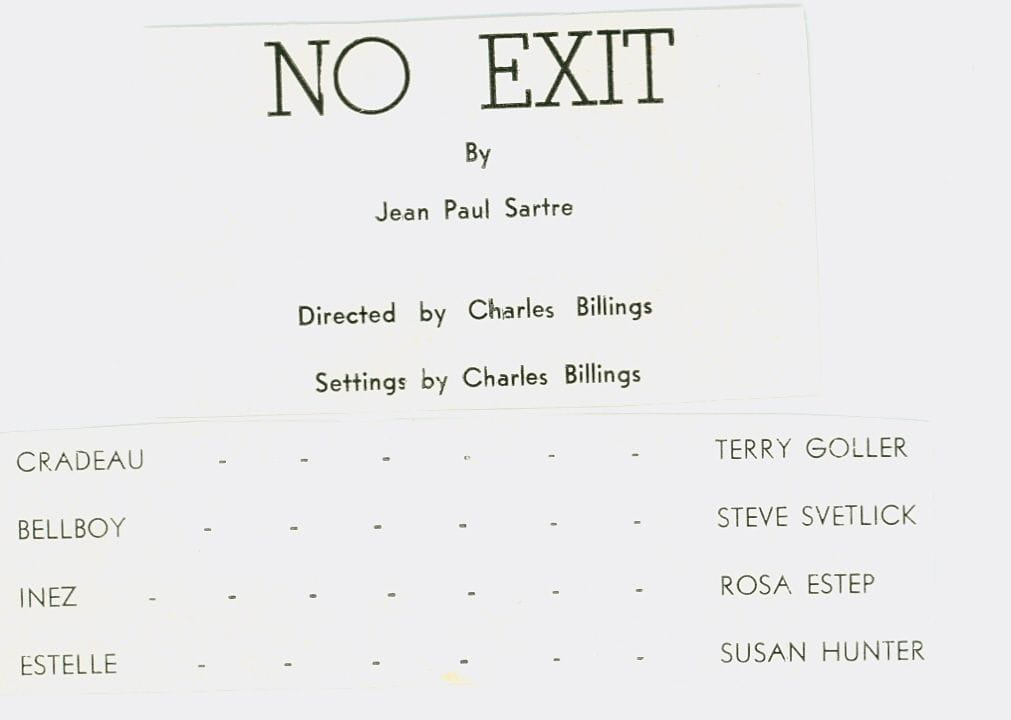 NO EXIT
By
Jean Paul Sartre
Directed by Charles Billings
Settings by Charles Billings
CRADEAU - - - - - - TERRY GOLLER
BELLBOY - - - - - - STEVE SVETLICK
INEZ - - - - - - - ROSA ESTEP
ESTELLE - - - - - - SUSAN HUNTER